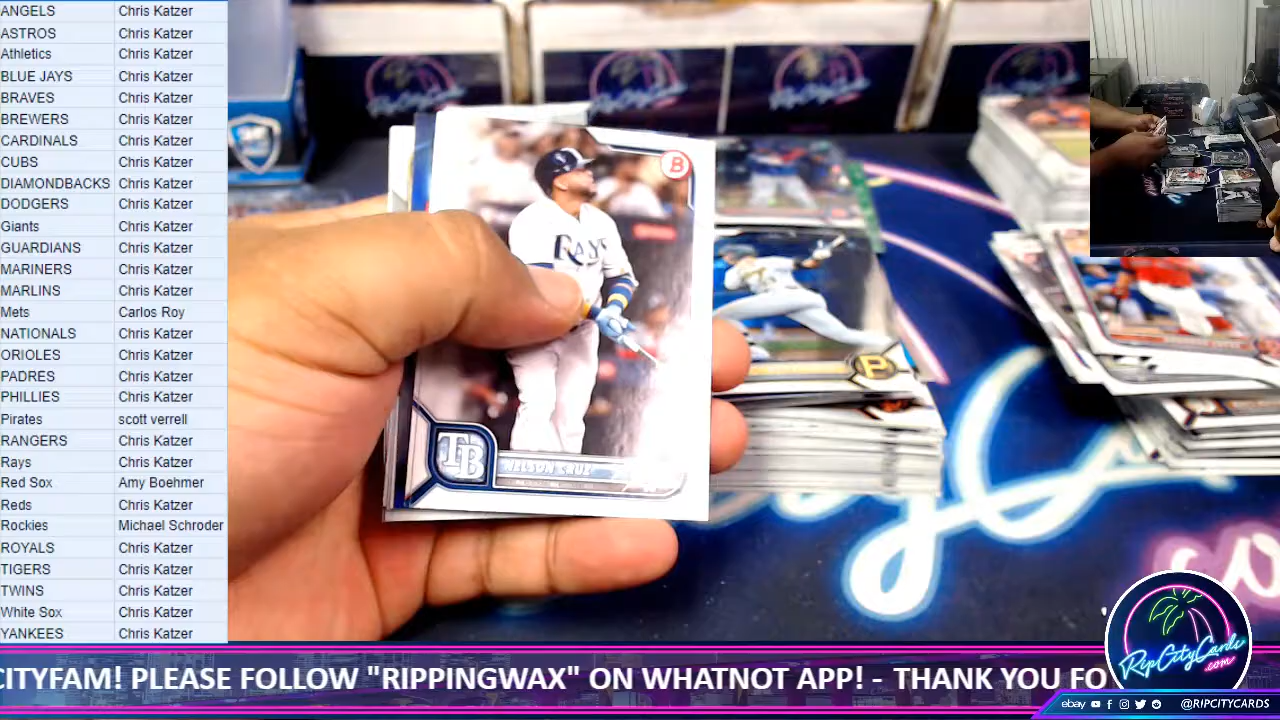 ANGELS Chris Katzer
ASTROS Chris Katzer
Athletics Chris Katzer
BLUE JAYS Chris Katzer
BRAVES Chris Katzer
BREWERS Chris Katzer
CARDINALS Chris Katzer
CUBS Chris Katzer
DIAMONDBACKS Chris Katzer
DODGERS Chris Katzer
Giants Chris Katzer
GUARDIANS Chris Katzer
MARINERS Chris Katzer
MARLINS Chris Katzer
Mets Carlos Roy
NATIONALS Chris Katzer
ORIOLES Chris Katzer
PADRES Chris Katzer
PHILLIES Chris Katzer
Pirates scott verrell
RANGERS Chris Katzer
Rays Chris Katzer
Red Sox Amy Boehmer
Reds Chris Katzer
Rockies Michael Schroder
ROYALS Chris Katzer
TIGERS Chris Katzer
TWINS Chris Katzer
White Sox Chris Katzer
YANKEES Chris Katzer
B
RAYS
TB
NELSON CRUZ
P
CITYFAM! PLEASE FOLLOW "RIPPINGWAX" ON WHATNOT APP! - THANK YOU FO
RipCityCards
.com
ebay @RIPCITYCARDS